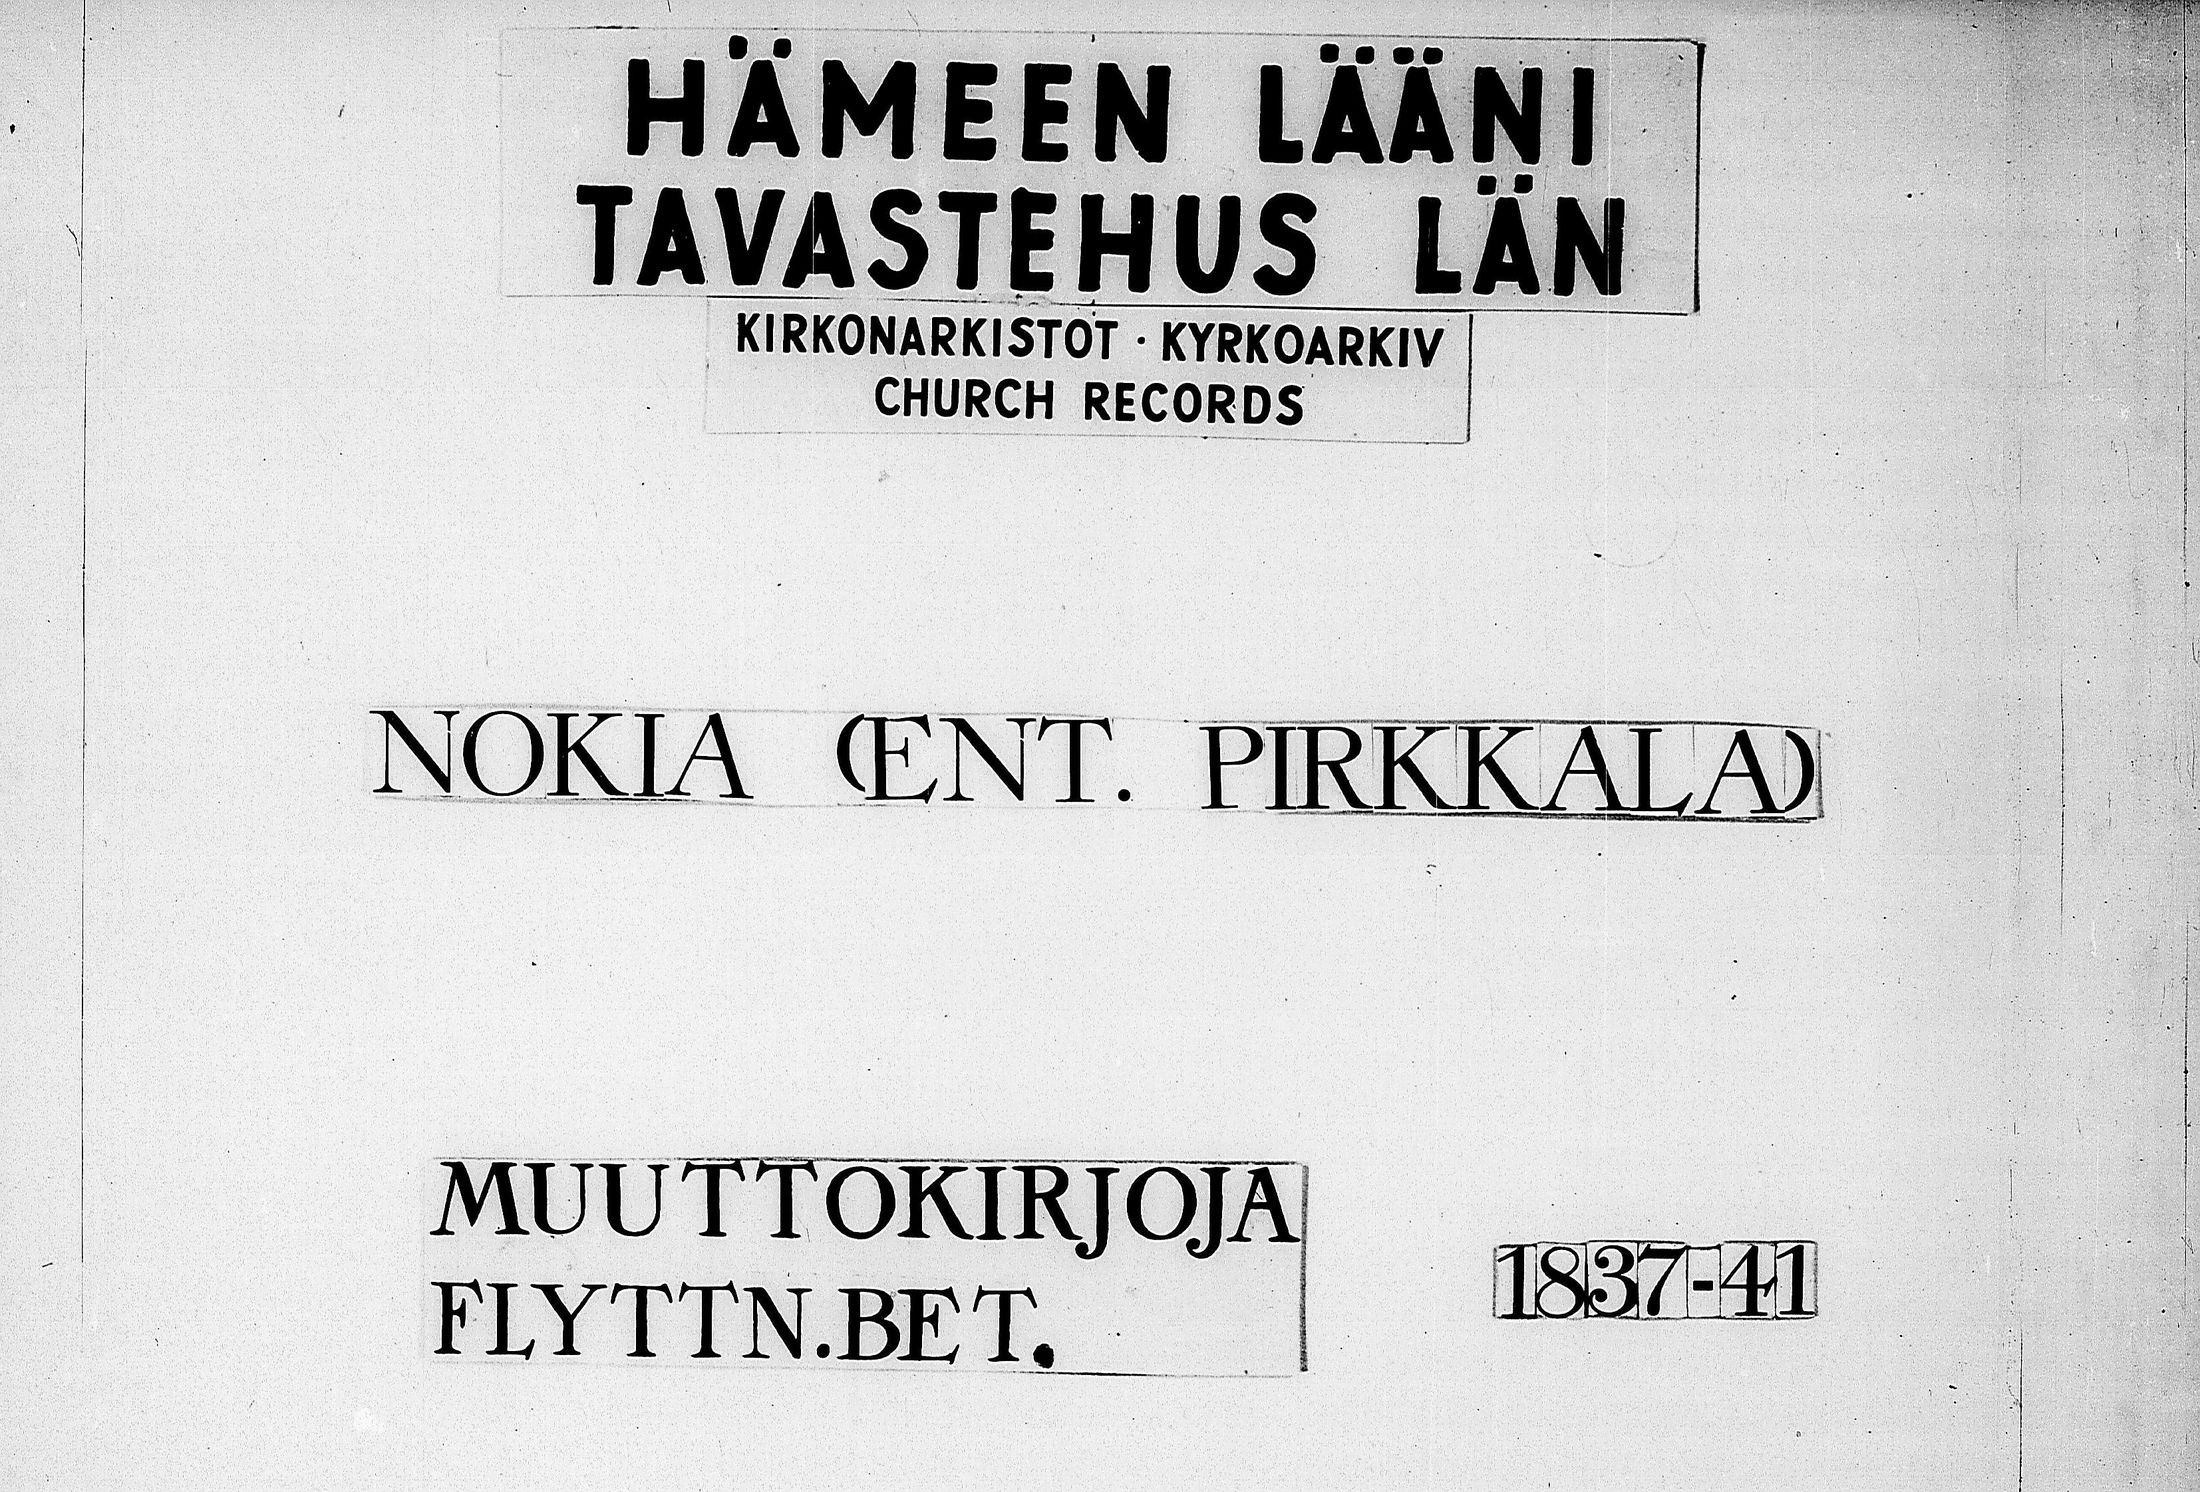 HÄMEEN LÄÄNI
TAVASTEHUS LÄN
KIRKONARKISTOT · KYRKOARKIV
CHURCH RECORDS
NOKIA (ENT. PIRKKALA)
MUUTTOKIRJOJA
FLYTTN.BET.
1837-41